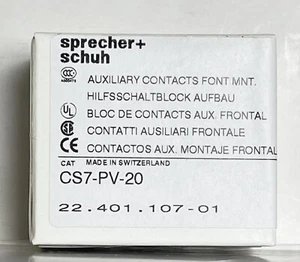 sprecher+
schuh
AUXILIARY CONTACTS FONT MNT.
HILFSSCHALTBLOCK AUFBAU
BLOC DE CONTACTS AUX. FRONTAL
CONTATTI AUSILIARI FRONTALE
CONTACTOS AUX. MONTAJE FRONTAL
CAT MADE IN SWITZERLAND
CS7-PV-20
22.401.107-01